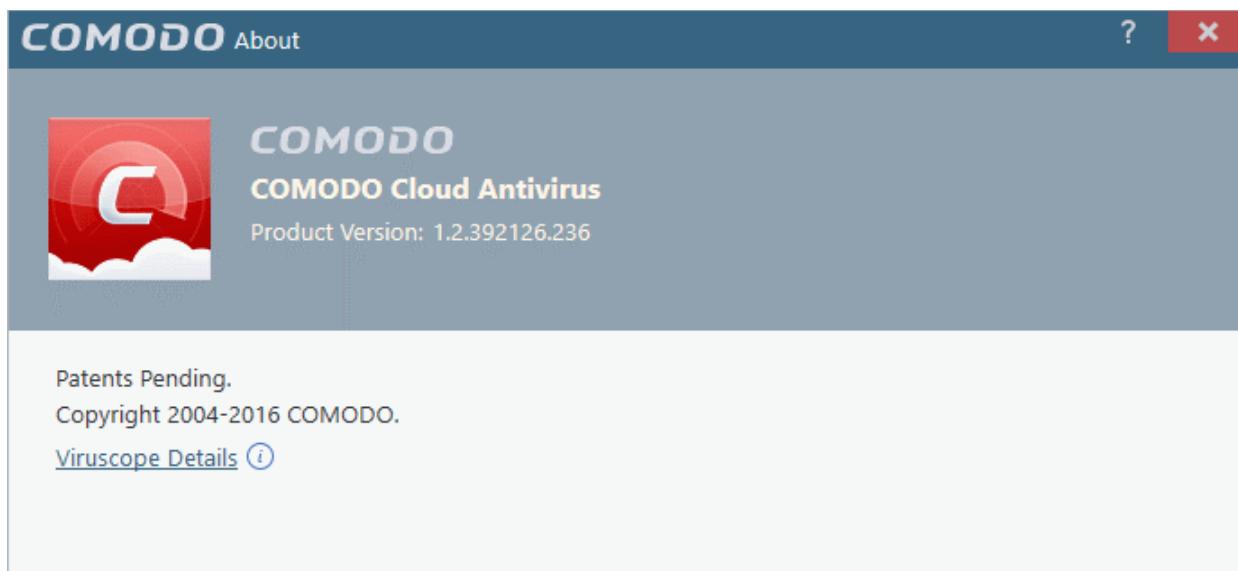 COMODO About ?
COMODO
COMODO Cloud Antivirus
Product Version: 1.2.392126.236
Patents Pending.
Copyright 2004-2016 COMODO.
Viruscope Details i